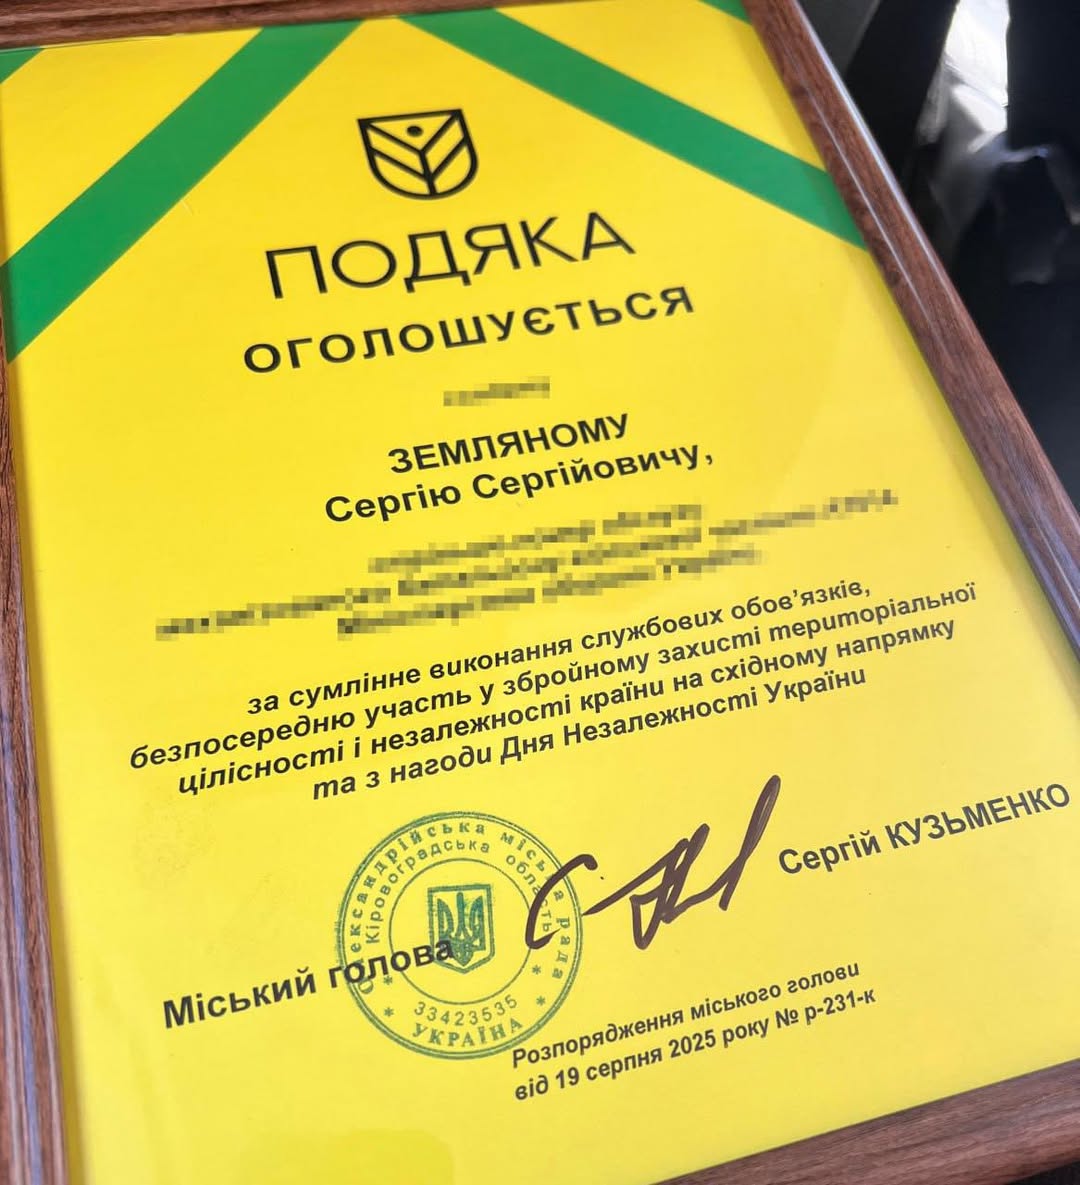 ПОДЯКА
ОГОЛОШУЄТЬСЯ
ЗЕМЛЯНОМУ
Сергію Сергійовичу,
за сумлінне виконання службових обов’язків,
безпосередню участь у збройному захисті територіальної
цілісності і незалежності країни на східному напрямку
та з нагоди Дня Незалежності України
Міський голова
Сергій КУЗЬМЕНКО
Олександрійська міська рада
Кіровоградська область
33423535
УКРАЇНА
Розпорядження міського голови
від 19 серпня 2025 року № р-231-к